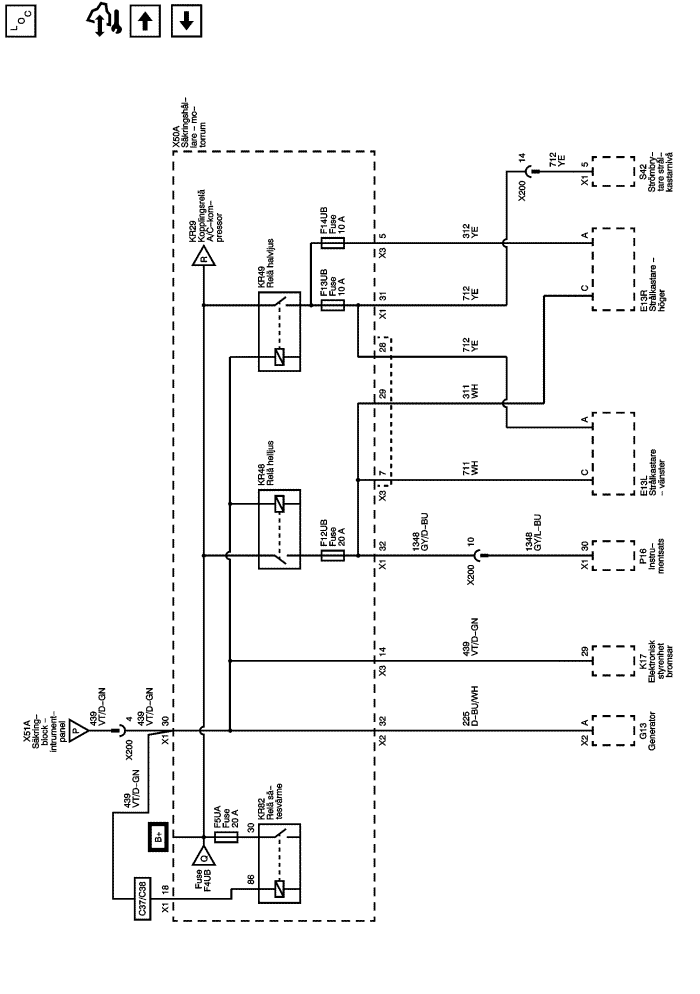 LOC
X50A
Säkringshål–
lare – mo–
torrum
KR29
Kopplingsrelä
A/C–kom–
pressor
R
KR49
Relä halvljus
F14UB
Fuse
10 A
F13UB
Fuse
10 A
5
X3
31
X1
28
29
7
X3
312
YE
712
YE
712
YE
311
WH
711
WH
14
X200
712
YE
5
X1
S42
Strömbry–
tare strål–
kastarnivå
A
C
E13R
Strålkastare –
höger
A
C
E13L
Strålkastare
– vänster
KR48
Relä helljus
F12UB
Fuse
20 A
32
X1
1348
GY/D–BU
10
X200
1348
GY/L–BU
30
X1
P16
Instru–
mentsats
14
X3
439
VT/D–GN
29
K17
Elektronisk
styrenhet
bromsar
X51A
Säkring–
block –
intrument–
panel
P
439
VT/D–GN
4
X200
439
VT/D–GN
30
X1
439
VT/D–GN
32
X2
225
D–BU/WH
A
X2
G13
Generator
B+
Q
Fuse
F4UB
F5UA
Fuse
20 A
KR82
Relä sä–
tesvärme
30
86
C37/C38
18
X1